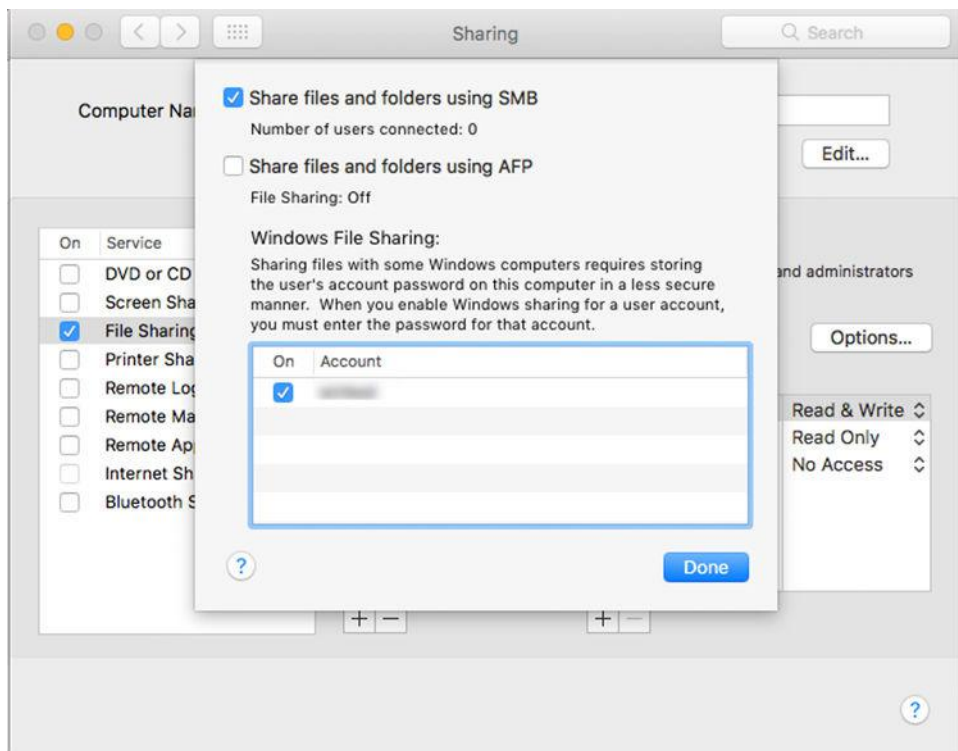 Sharing
Search
Computer Na
Edit...
Share files and folders using SMB
Number of users connected: 0
Share files and folders using AFP
File Sharing: Off
Windows File Sharing:
Sharing files with some Windows computers requires storing
the user's account password on this computer in a less secure
manner. When you enable Windows sharing for a user account,
you must enter the password for that account.
On Account
? Done
On Service
DVD or CD
Screen Sha
File Sharing
Printer Sha
Remote Log
Remote Ma
Remote Ap
Internet Sh
Bluetooth S
and administrators
Options...
Read & Write
Read Only
No Access
+ − + −
?